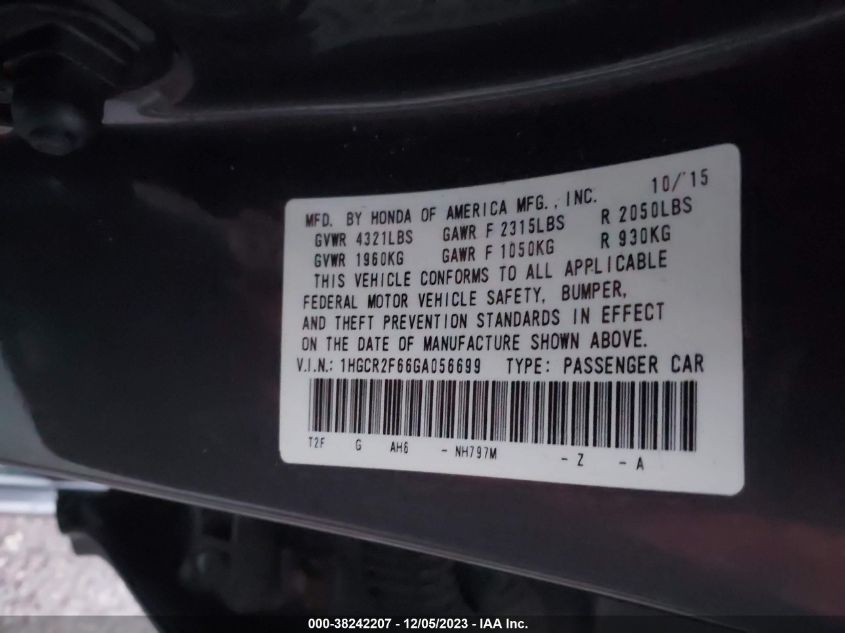 MFD. BY HONDA OF AMERICA MFG., INC. 10/'15
GVWR 4321LBS GAWR F 2315LBS R 2050LBS
GVWR 1960KG GAWR F 1050KG R 930KG
THIS VEHICLE CONFORMS TO ALL APPLICABLE
FEDERAL MOTOR VEHICLE SAFETY, BUMPER,
AND THEFT PREVENTION STANDARDS IN EFFECT
ON THE DATE OF MANUFACTURE SHOWN ABOVE.
V.I.N.: 1HGCR2F66GA056699 TYPE: PASSENGER CAR
T2F G AH6 - NH797M - Z - A
000-38242207 - 12/05/2023 - IAA Inc.